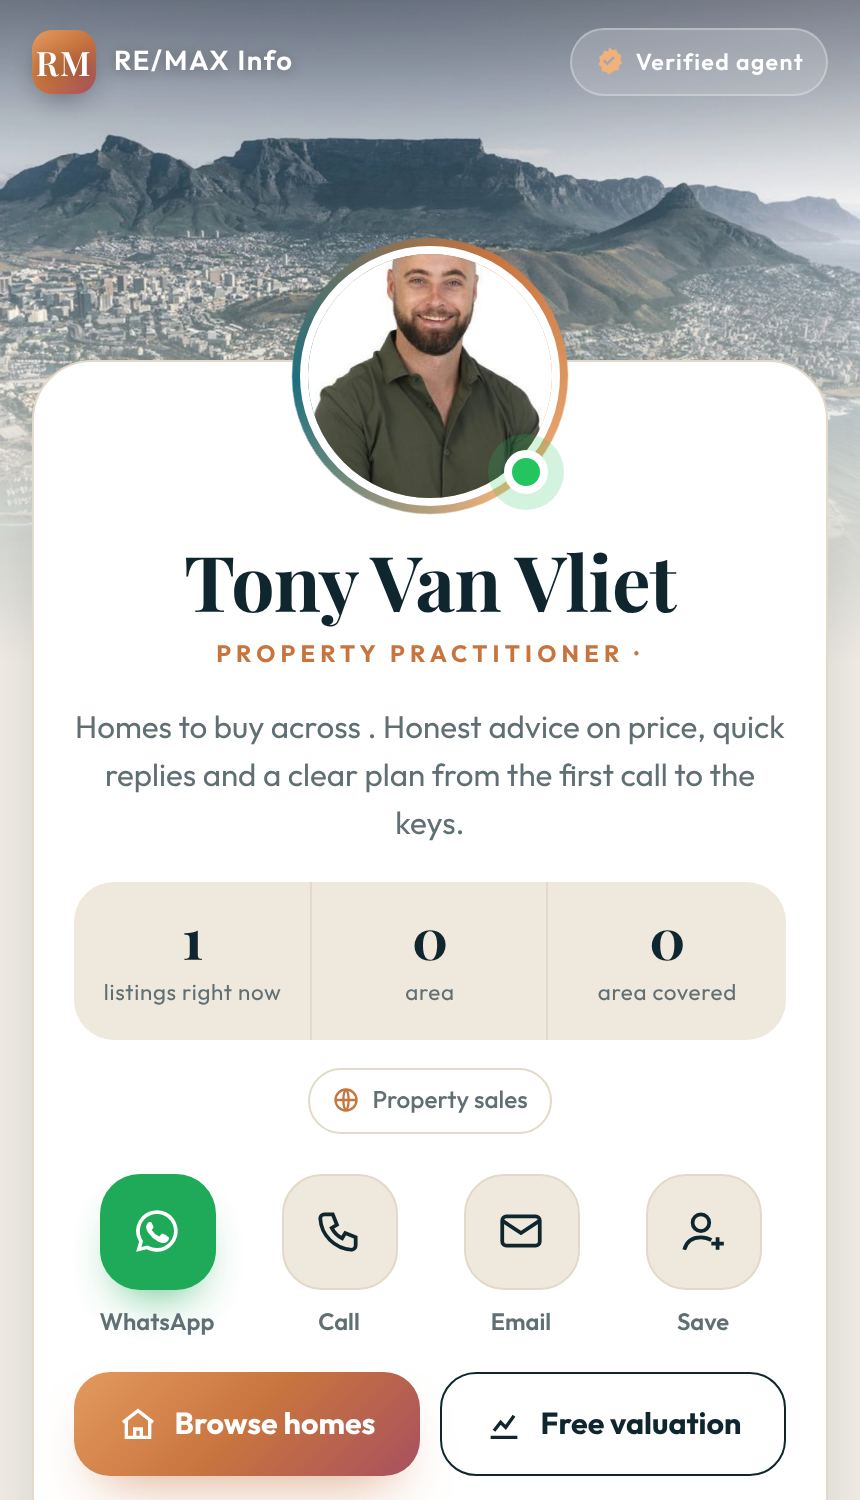 RM
RE/MAX Info
Verified agent
Tony Van Vliet
PROPERTY PRACTITIONER ·
Homes to buy across . Honest advice on price, quick
replies and a clear plan from the first call to the
keys.
1
listings right now
0
area
0
area covered
Property sales
WhatsApp
Call
Email
Save
Browse homes
Free valuation